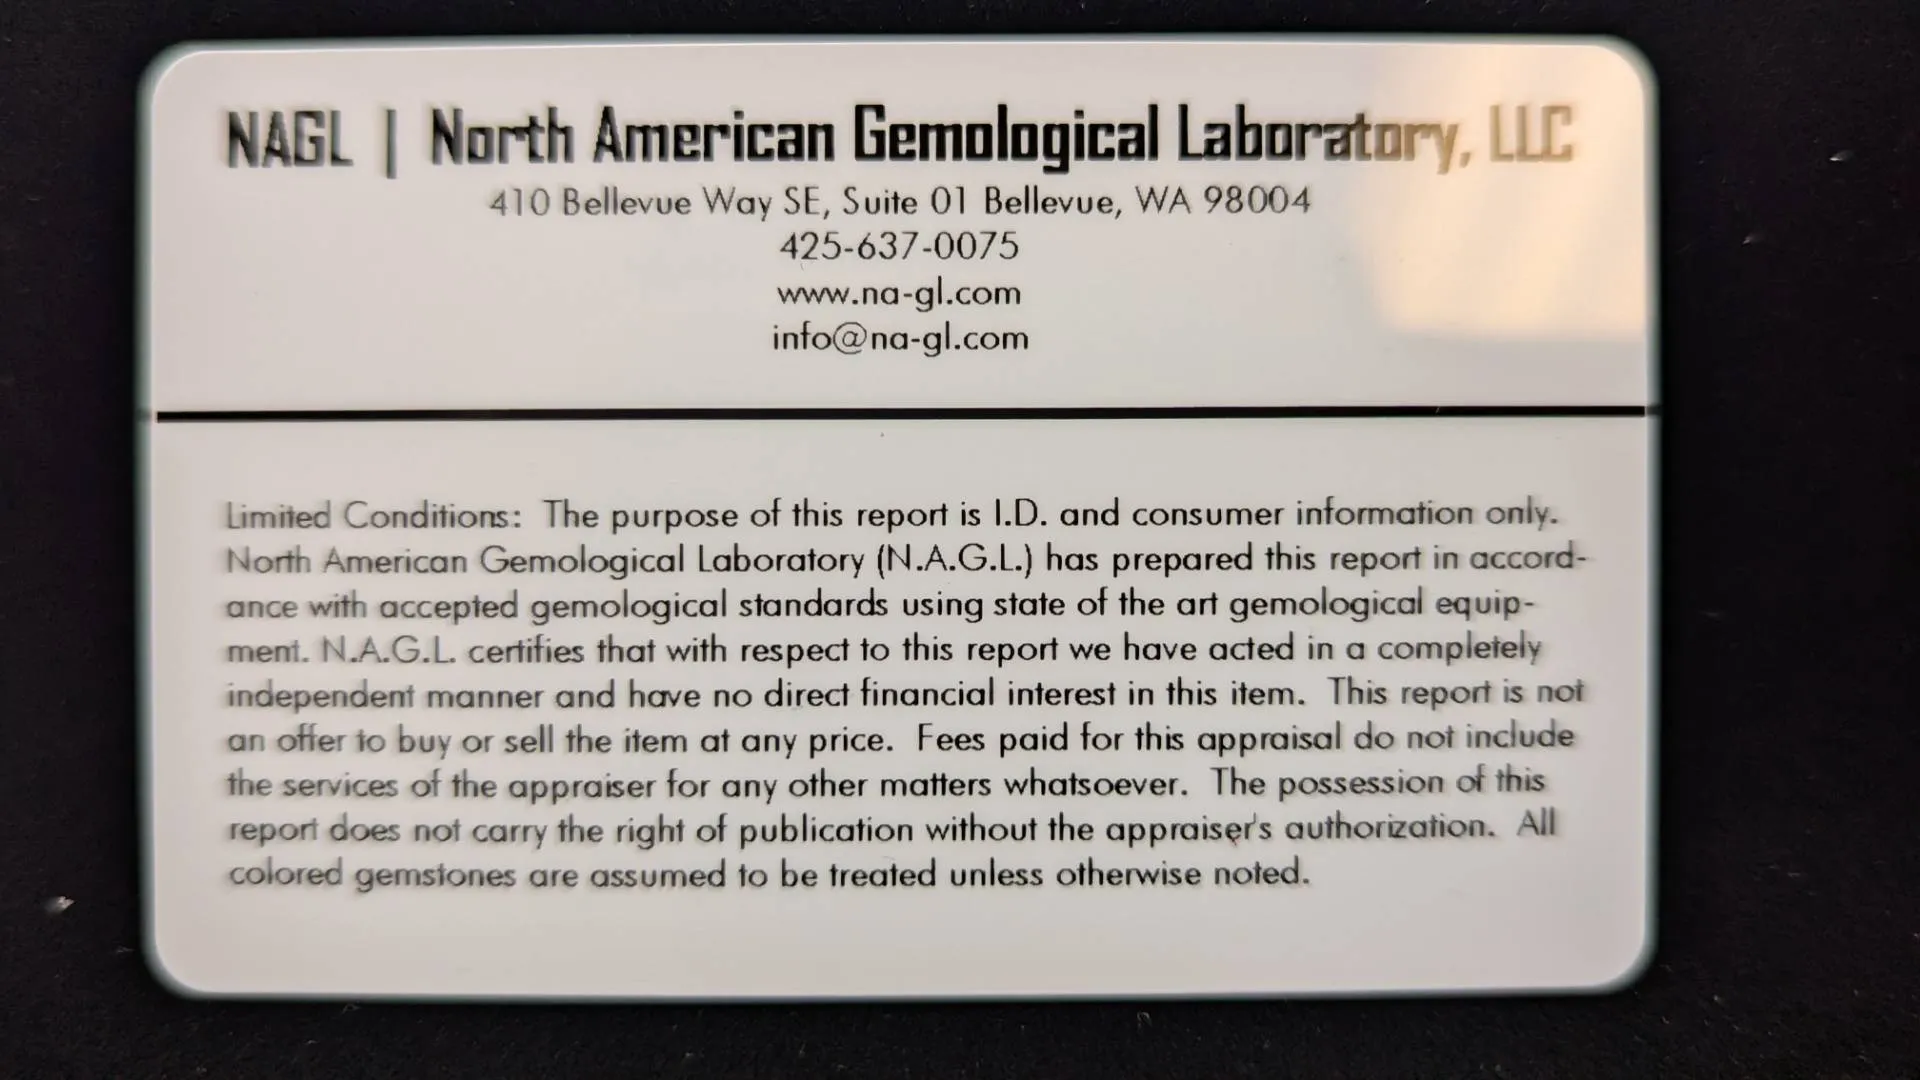 NAGL | North American Gemological Laboratory, LLC
410 Bellevue Way SE, Suite 01 Bellevue, WA 98004
425-637-0075
www.na-gl.com
info@na-gl.com
Limited Conditions:  The purpose of this report is I.D. and consumer information only.
North American Gemological Laboratory (N.A.G.L.) has prepared this report in accord-
ance with accepted gemological standards using state of the art gemological equip-
ment. N.A.G.L. certifies that with respect to this report we have acted in a completely
independent manner and have no direct financial interest in this item.  This report is not
an offer to buy or sell the item at any price.  Fees paid for this appraisal do not include
the services of the appraiser for any other matters whatsoever.  The possession of this
report does not carry the right of publication without the appraiser's authorization.  All
colored gemstones are assumed to be treated unless otherwise noted.